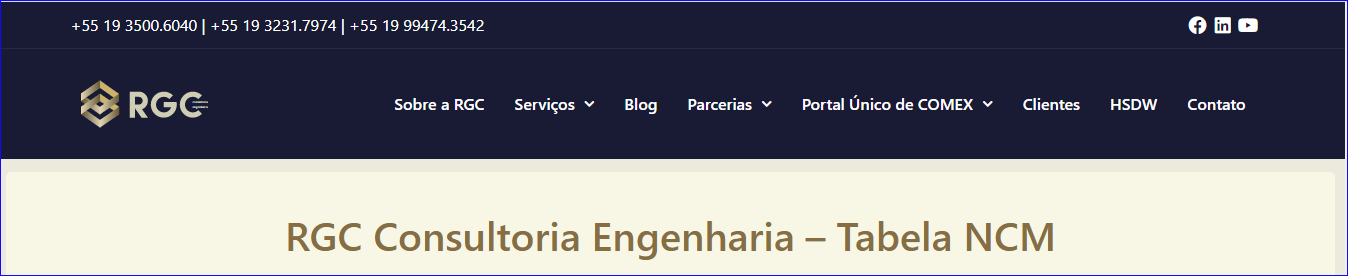 +55 19 3500.6040 | +55 19 3231.7974 | +55 19 99474.3542
RGC
Sobre a RGC Serviços Blog Parcerias Portal Único de COMEX Clientes HSDW Contato
RGC Consultoria Engenharia – Tabela NCM